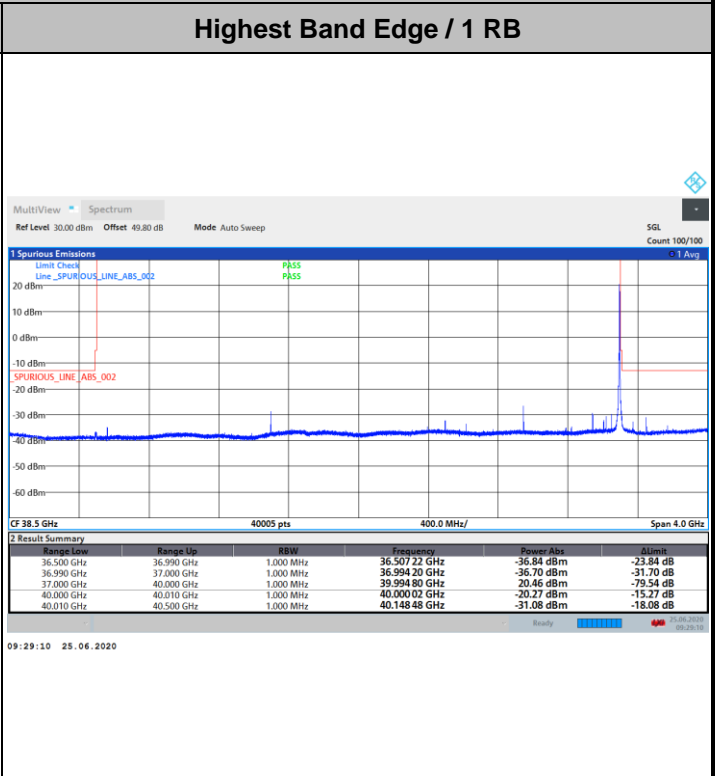 Highest Band Edge / 1 RB
MultiView Spectrum
Ref Level 30.00 dBm Offset 49.80 dB Mode Auto Sweep SGL
Count 100/100
1 Spurious Emissions 1 Avg
Limit Check PASS
Line _SPURIOUS_LINE_ABS_002 PASS
20 dBm
10 dBm
0 dBm
-10 dBm
_SPURIOUS_LINE_ABS_002
-20 dBm
-30 dBm
-40 dBm
-50 dBm
-60 dBm
CF 38.5 GHz 40005 pts 400.0 MHz/ Span 4.0 GHz
2 Result Summary
Range Low Range Up RBW Frequency Power Abs ΔLimit
36.500 GHz 36.990 GHz 1.000 MHz 36.507 22 GHz -36.84 dBm -23.84 dB
36.990 GHz 37.000 GHz 1.000 MHz 36.994 20 GHz -36.70 dBm -31.70 dB
37.000 GHz 40.000 GHz 1.000 MHz 39.994 80 GHz 20.46 dBm -79.54 dB
40.000 GHz 40.010 GHz 1.000 MHz 40.000 02 GHz -20.27 dBm -15.27 dB
40.010 GHz 40.500 GHz 1.000 MHz 40.148 48 GHz -31.08 dBm -18.08 dB
Ready 25.06.2020
09:29:10
09:29:10 25.06.2020